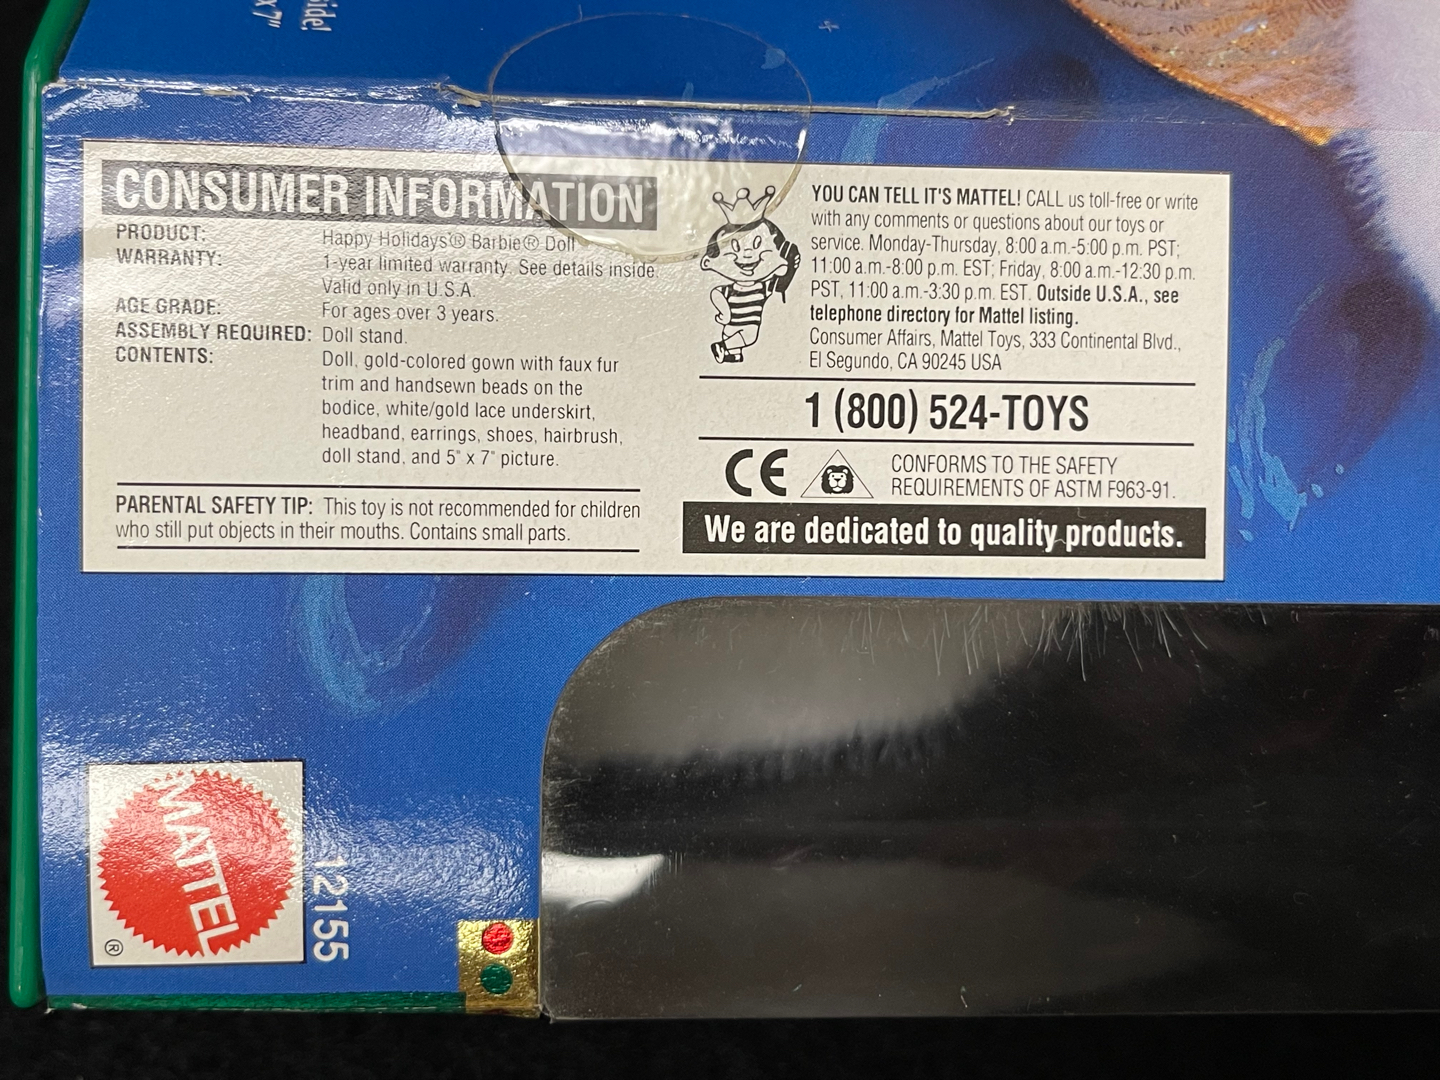 ide!
x7"
CONSUMER INFORMATION
PRODUCT: Happy Holidays® Barbie® Doll
WARRANTY: 1-year limited warranty. See details inside.
Valid only in U.S.A.
AGE GRADE: For ages over 3 years.
ASSEMBLY REQUIRED: Doll stand.
CONTENTS: Doll, gold-colored gown with faux fur
trim and handsewn beads on the
bodice, white/gold lace underskirt,
headband, earrings, shoes, hairbrush,
doll stand, and 5" x 7" picture.
PARENTAL SAFETY TIP: This toy is not recommended for children
who still put objects in their mouths. Contains small parts.
YOU CAN TELL IT'S MATTEL! CALL us toll-free or write
with any comments or questions about our toys or
service. Monday-Thursday, 8:00 a.m.-5:00 p.m. PST;
11:00 a.m.-8:00 p.m. EST; Friday, 8:00 a.m.-12:30 p.m.
PST, 11:00 a.m.-3:30 p.m. EST. Outside U.S.A., see
telephone directory for Mattel listing.
Consumer Affairs, Mattel Toys, 333 Continental Blvd.,
El Segundo, CA 90245 USA
1 (800) 524-TOYS
CE
CONFORMS TO THE SAFETY
REQUIREMENTS OF ASTM F963-91.
We are dedicated to quality products.
MATTEL
®
12155